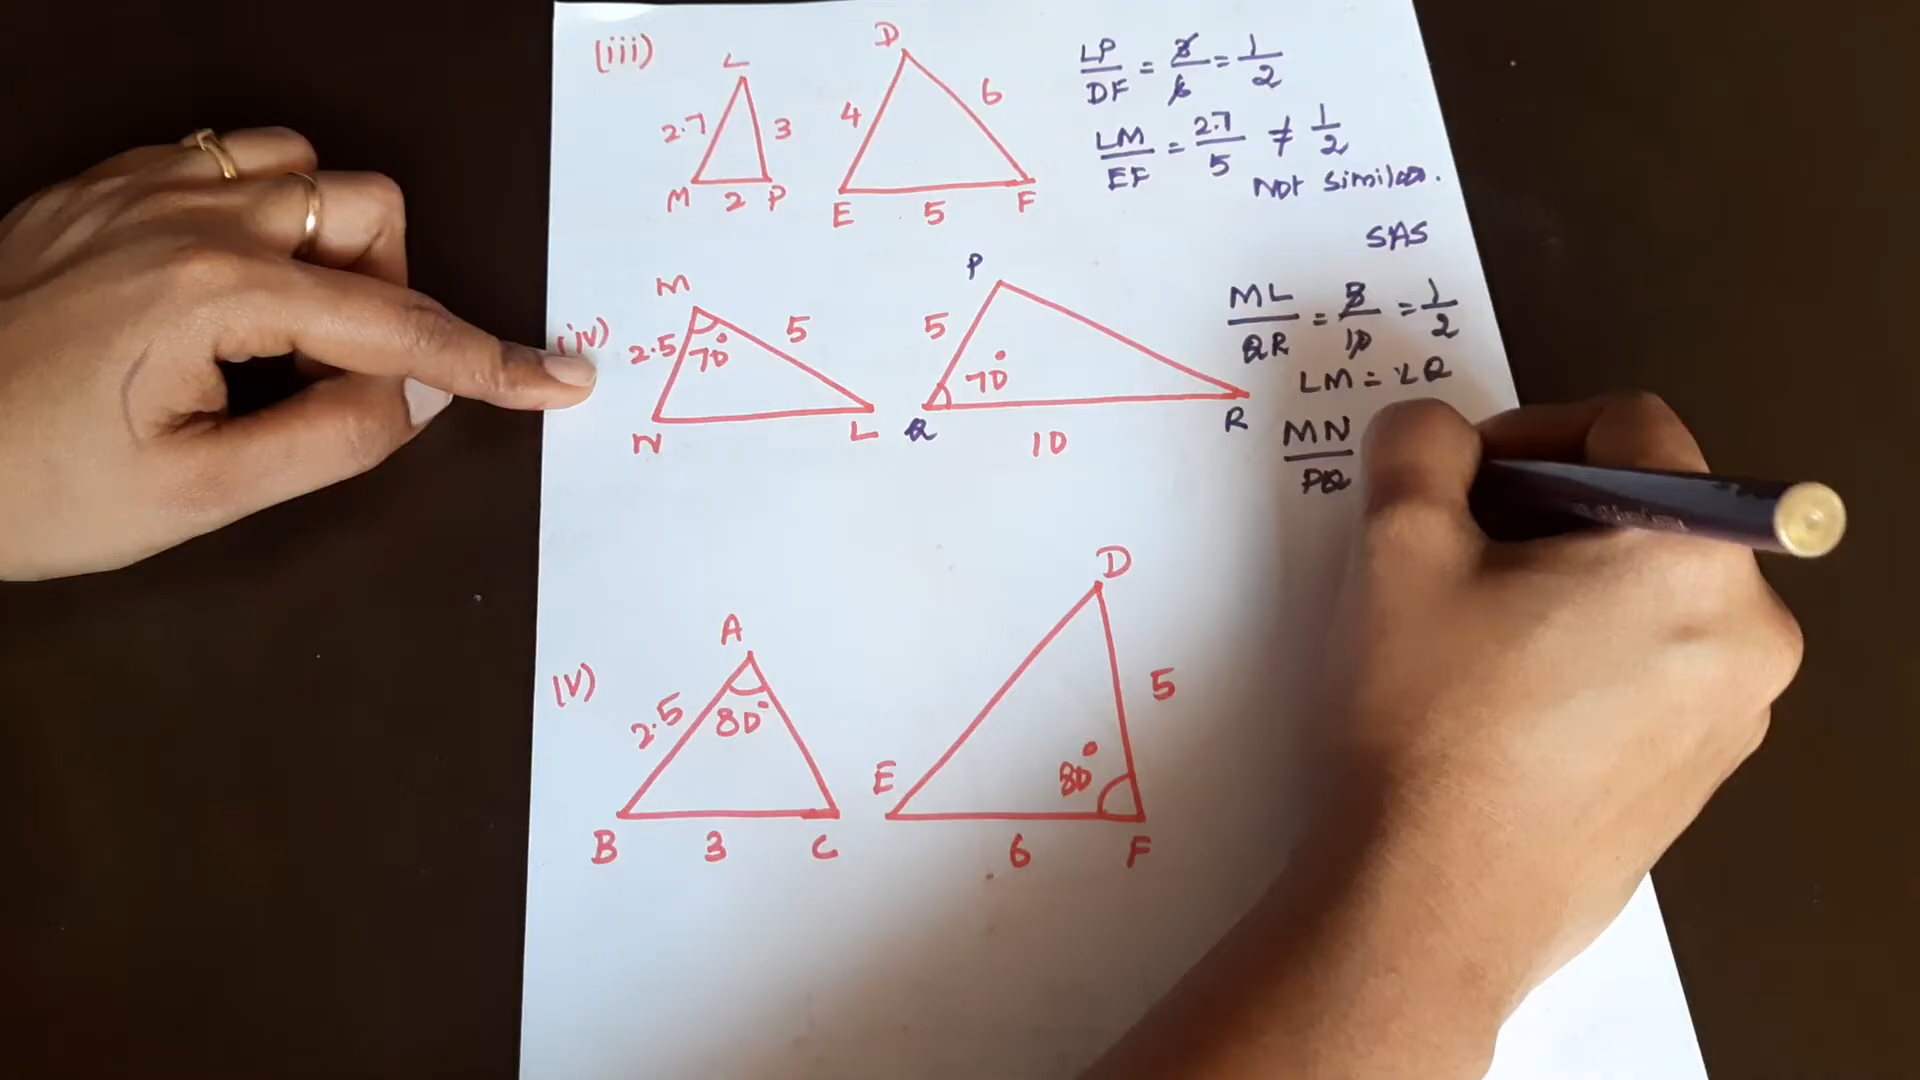 (iii)
L
2.7
3
M 2 P
D
4
6
E 5 F
LP/DF = 3/6 = 1/2
LM/EF = 2.7/5 ≠ 1/2
Not similar.
SAS
(iv)
M
2.5
70°
5
N L
P
5
70°
Q 10 R
ML/QR = 5/10 = 1/2
LM = LQ
MN/PQ
(v)
A
2.5
80°
B 3 C
D
5
80°
E
6 F